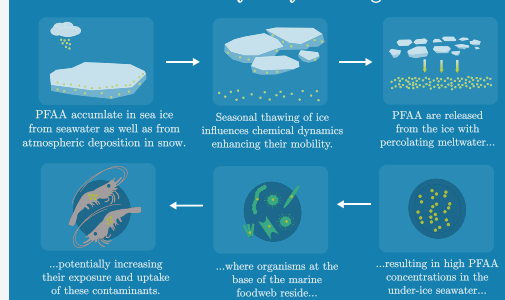 PFAA accumlate in sea ice
from seawater as well as from
atmospheric deposition in snow.
Seasonal thawing of ice
influences chemical dynamics
enhancing their mobility.
PFAA are released
from the ice with
percolating meltwater...
...resulting in high PFAA
concentrations in the
under-ice seawater...
...where organisms at the
base of the marine
foodweb reside...
...potentially increasing
their exposure and uptake
of these contaminants.